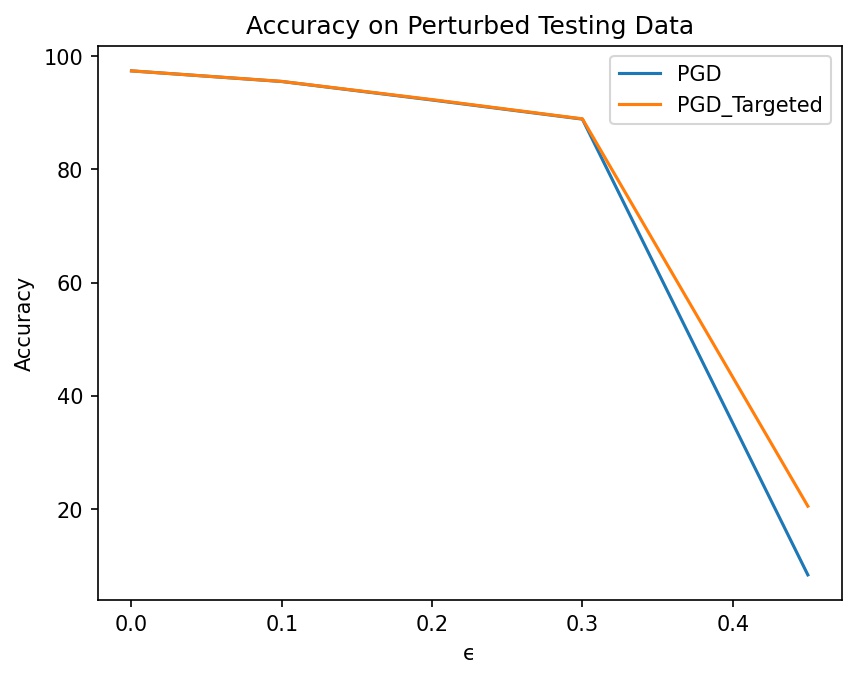 Accuracy on Perturbed Testing Data
PGD
PGD_Targeted
100
80
60
40
20
Accuracy
0.0 0.1 0.2 0.3 0.4
ϵ